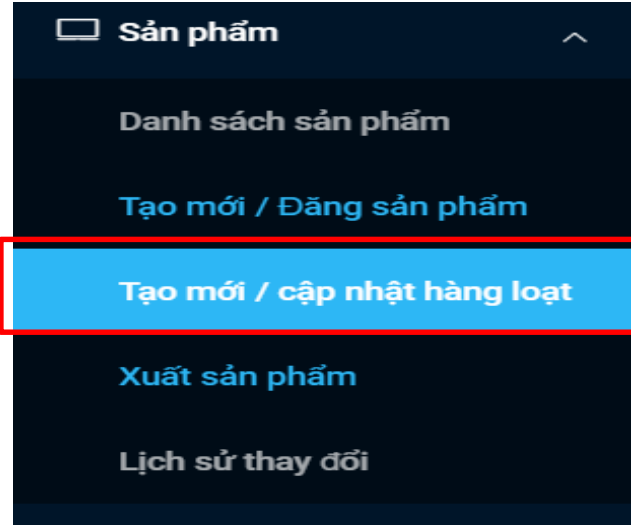 Sản phẩm
Danh sách sản phẩm
Tạo mới / Đăng sản phẩm
Tạo mới / cập nhật hàng loạt
Xuất sản phẩm
Lịch sử thay đổi